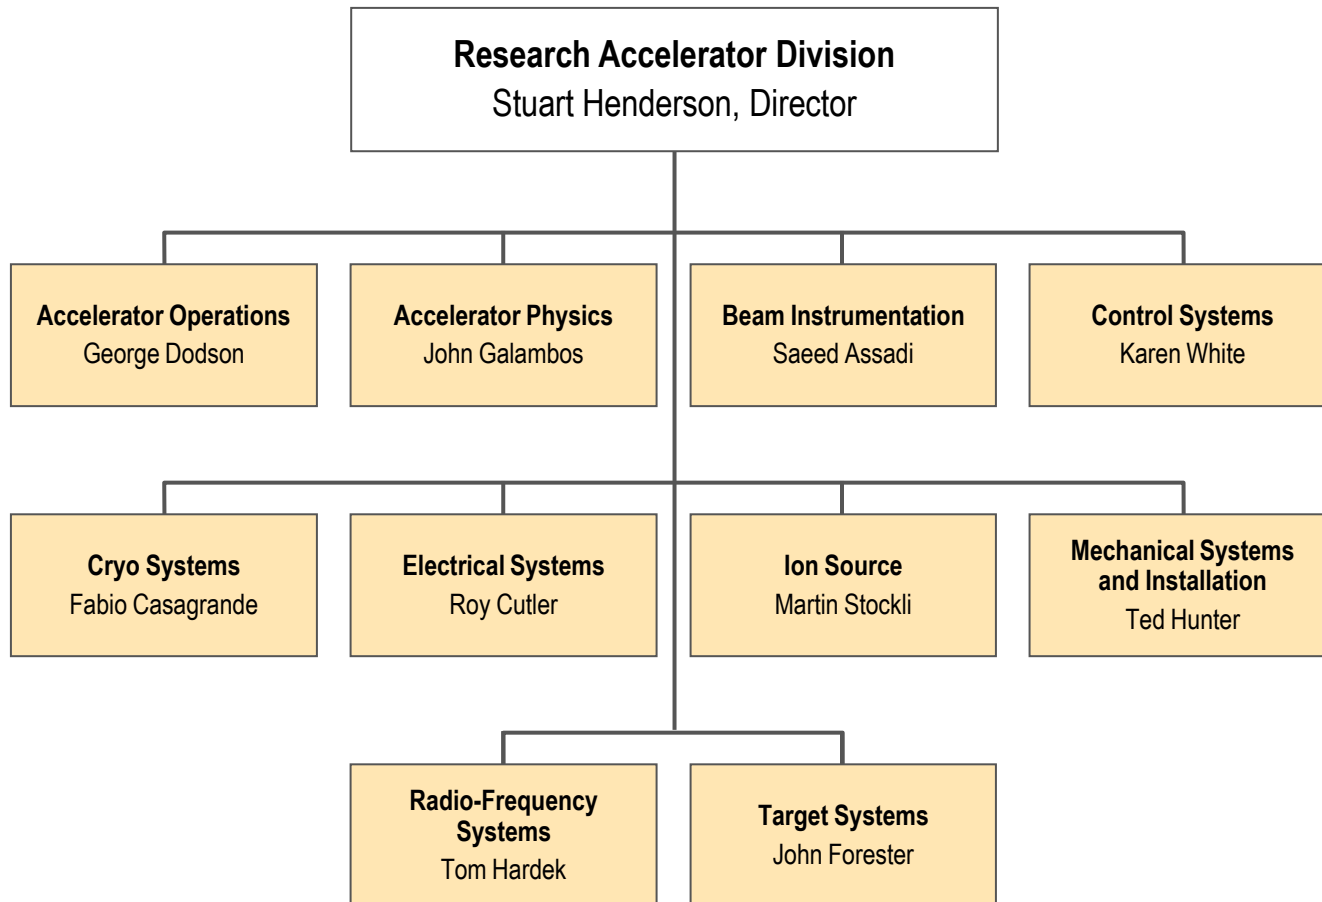 Research Accelerator Division
Stuart Henderson, Director
Accelerator Operations
George Dodson
Accelerator Physics
John Galambos
Beam Instrumentation
Saeed Assadi
Control Systems
Karen White
Cryo Systems
Fabio Casagrande
Electrical Systems
Roy Cutler
Ion Source
Martin Stockli
Mechanical Systems
and Installation
Ted Hunter
Radio-Frequency
Systems
Tom Hardek
Target Systems
John Forester